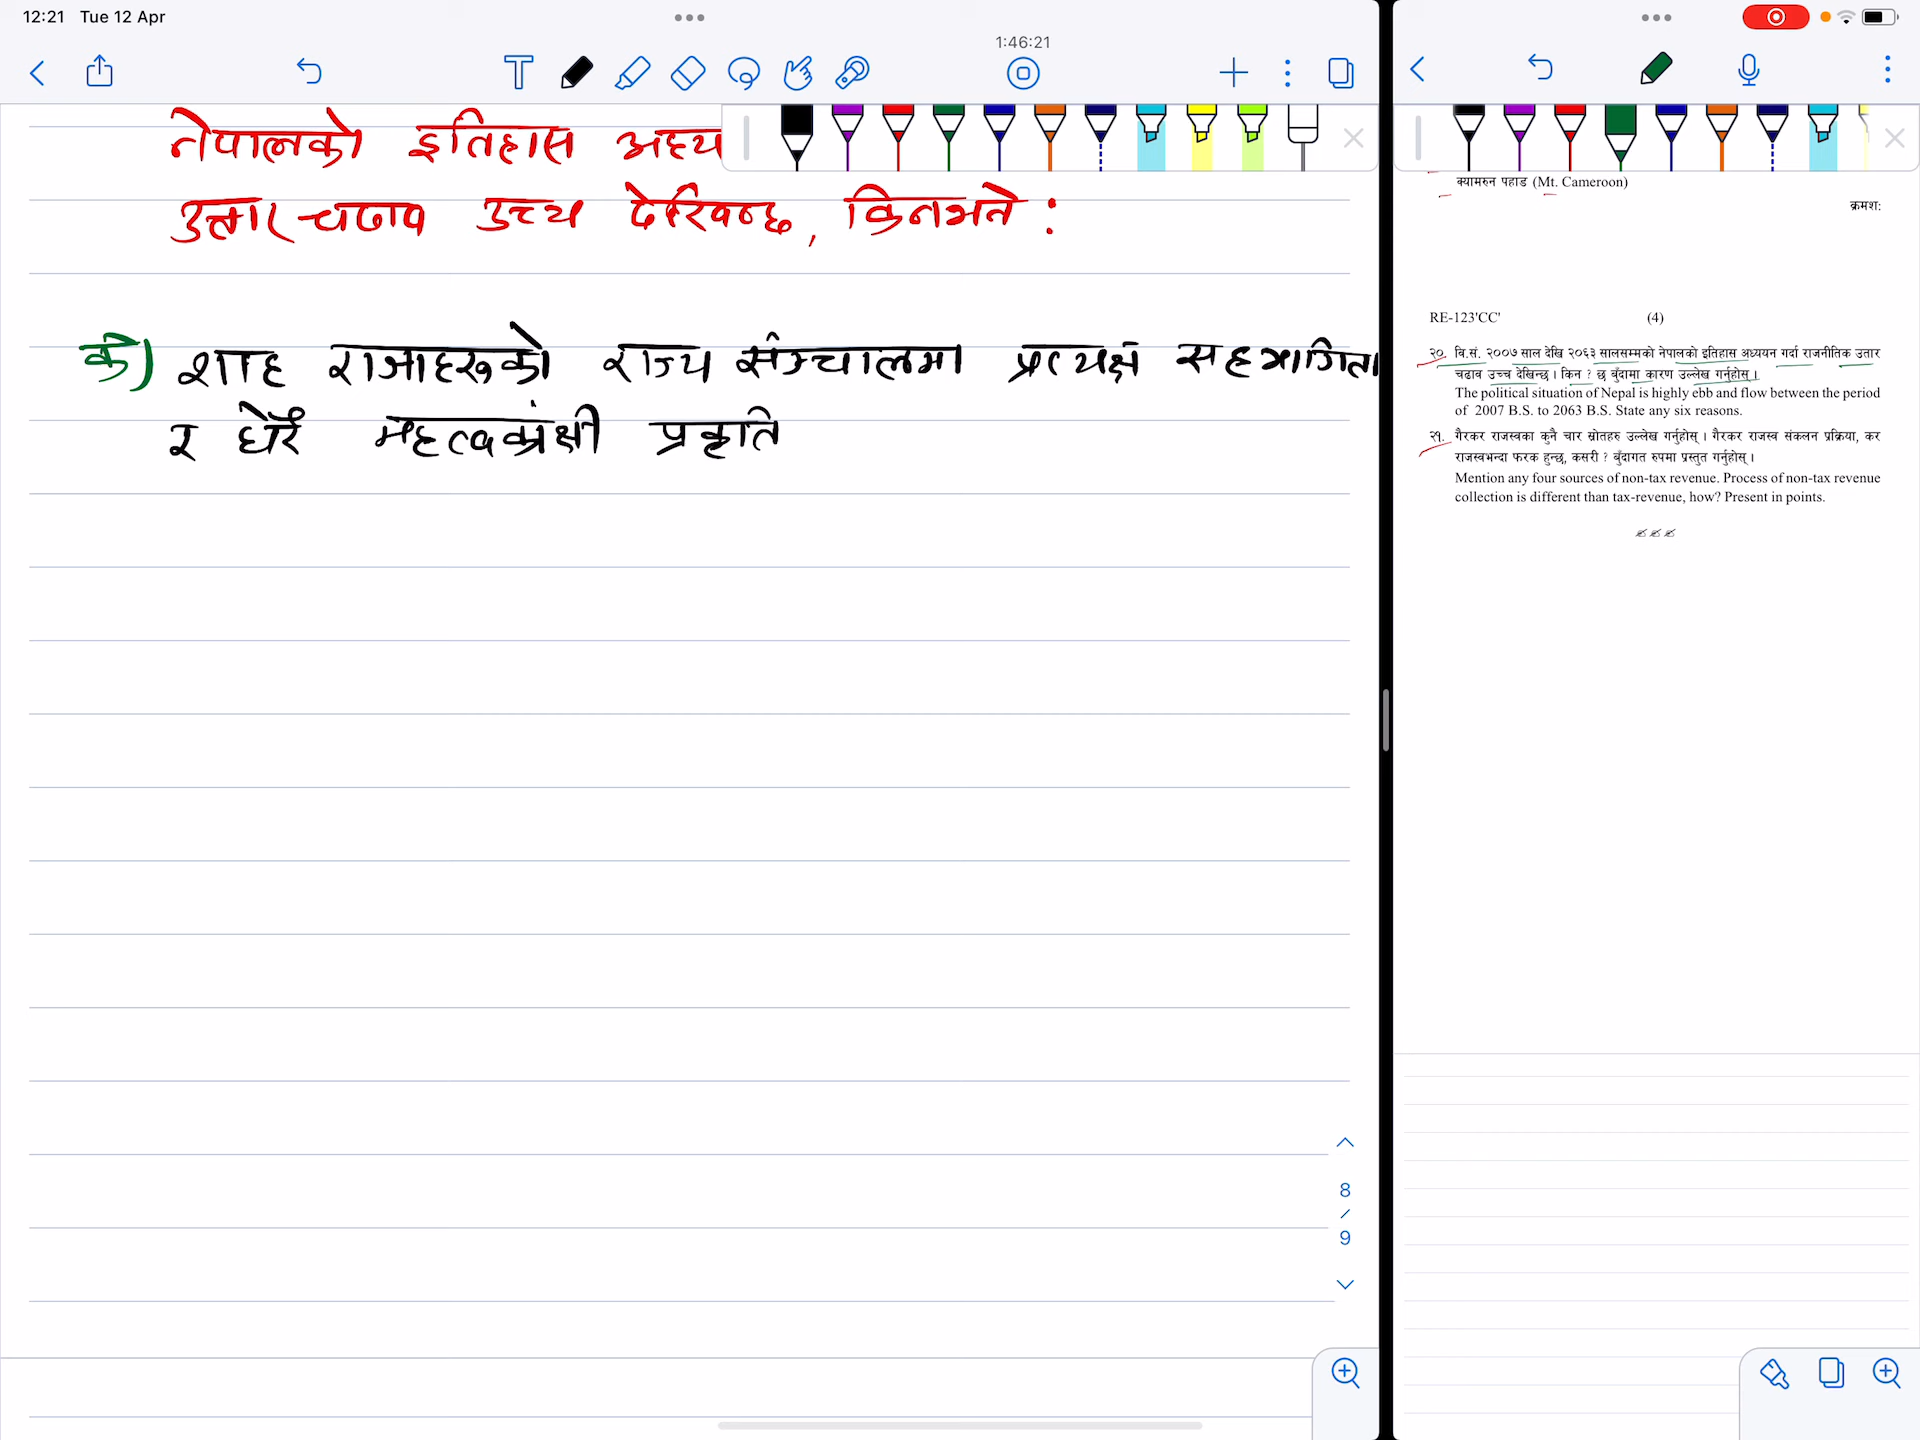 12:21 Tue 12 Apr
1:46:21
नेपालको इतिहास अध्य
उतार चढाव उच्च देखिन्छ, किनभने :
क) शाह राजाहरूको राज्य संञ्चालमा प्रत्यक्ष सहभागिता
र धेरै महत्वकांक्षी प्रकृति
8
/
9
क्यामरुन पहाड (Mt. Cameroon)
क्रमश:
RE-123'CC' (4)
२०. बि.सं. २००७ साल देखि २०६३ सालसम्मको नेपालको इतिहास अध्ययन गर्दा राजनीतिक उतार
चढाव उच्च देखिन्छ । किन ? छ बुँदामा कारण उल्लेख गर्नुहोस् ।
The political situation of Nepal is highly ebb and flow between the period
of 2007 B.S. to 2063 B.S. State any six reasons.
२१. गैरकर राजस्वका कुनै चार स्रोतहरु उल्लेख गर्नुहोस् । गैरकर राजस्व संकलन प्रक्रिया, कर
राजस्वभन्दा फरक हुन्छ, कसरी ? बुँदागत रुपमा प्रस्तुत गर्नुहोस् ।
Mention any four sources of non-tax revenue. Process of non-tax revenue
collection is different than tax-revenue, how? Present in points.